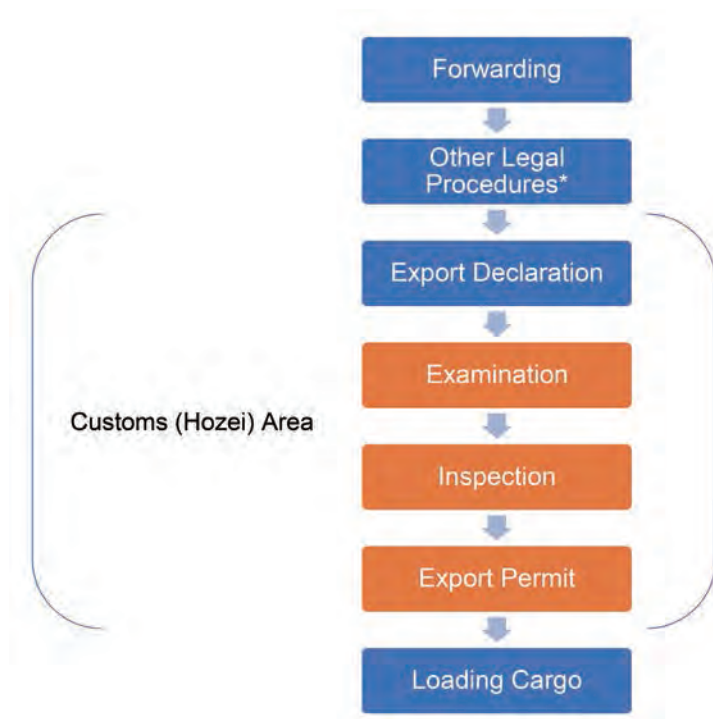 Forwarding
Other Legal
Procedures*
Export Declaration
Examination
Customs (Hozei) Area
Inspection
Export Permit
Loading Cargo